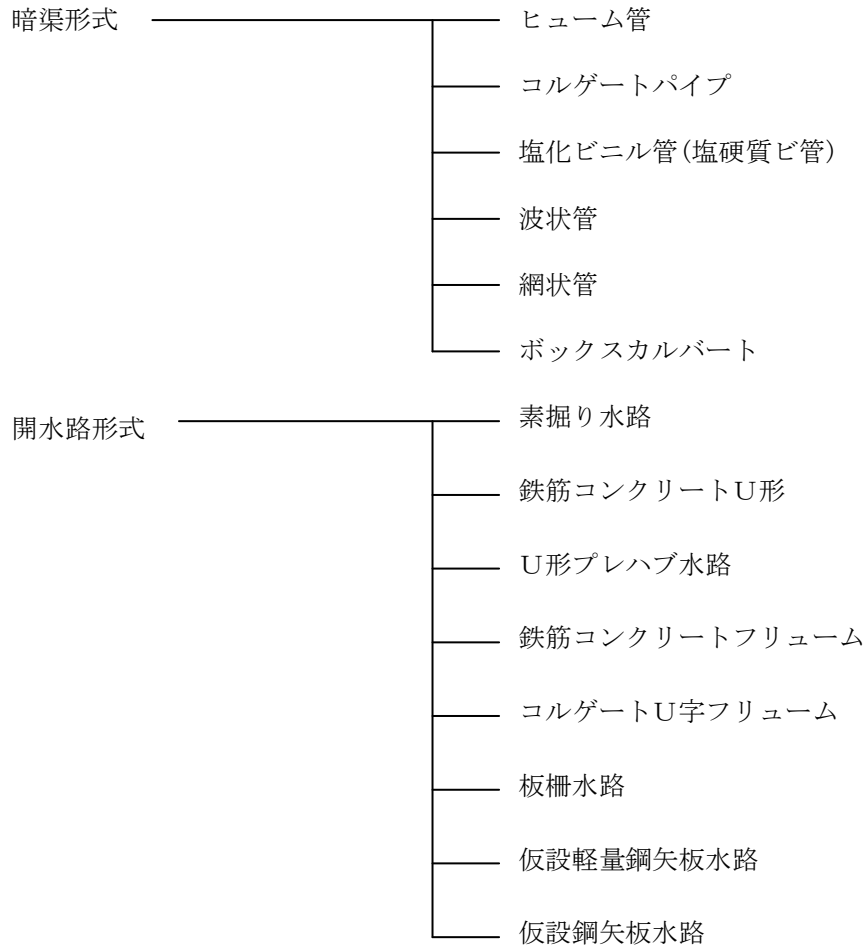 暗渠形式
ヒューム管
コルゲートパイプ
塩化ビニル管(塩硬質ビ管)
波状管
網状管
ボックスカルバート
開水路形式
素掘り水路
鉄筋コンクリートU形
U形プレハブ水路
鉄筋コンクリートフリューム
コルゲートU字フリューム
板柵水路
仮設軽量鋼矢板水路
仮設鋼矢板水路